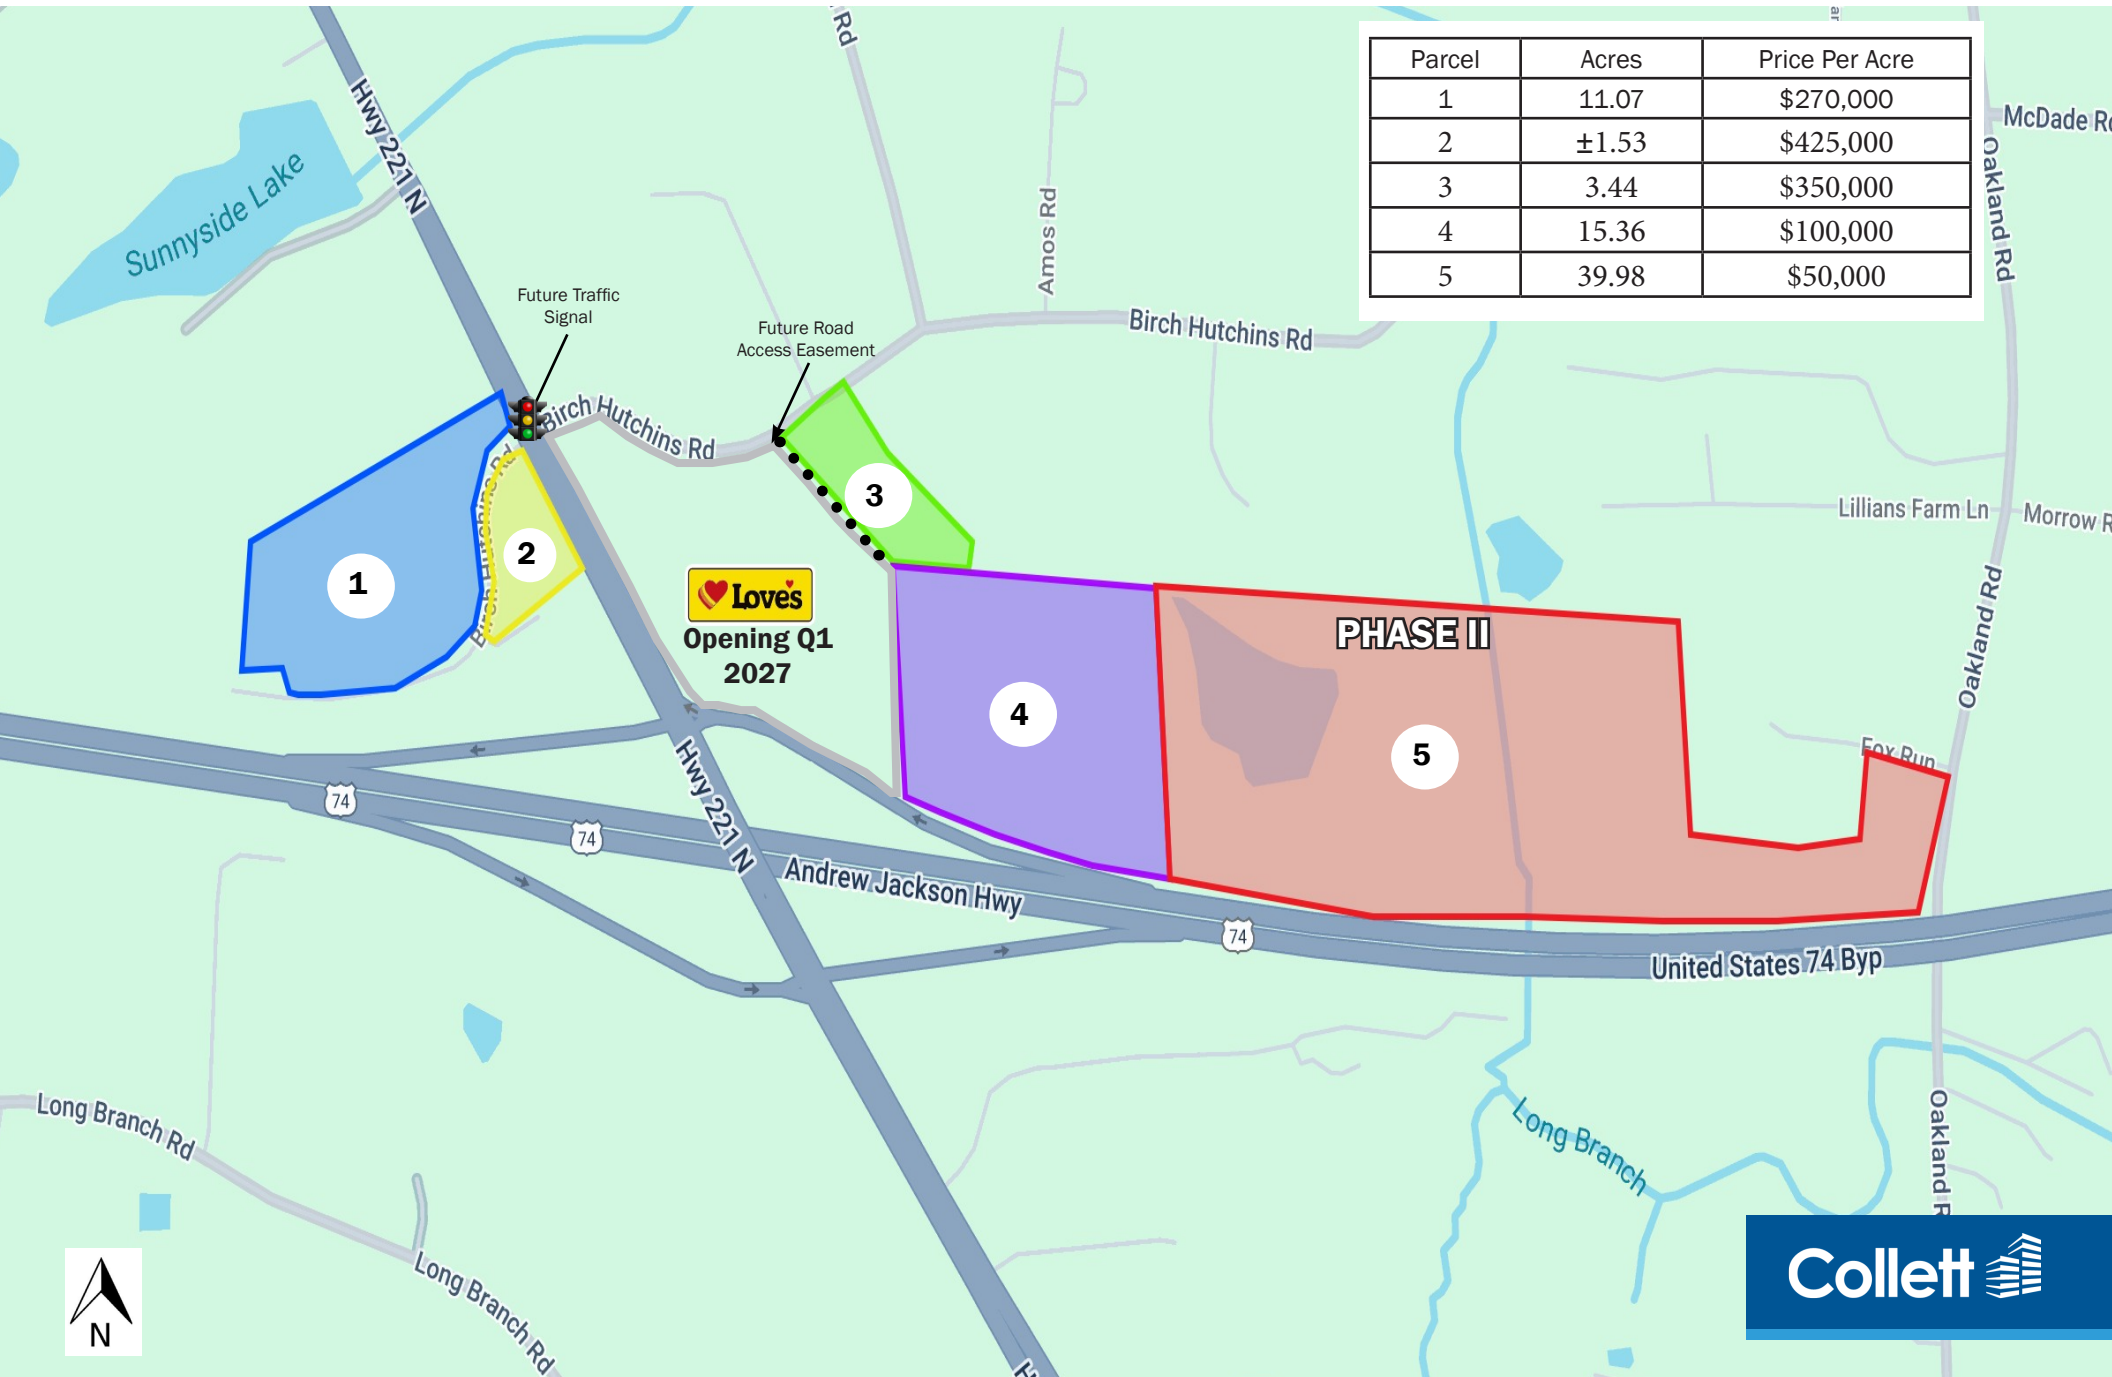 Parcel Acres Price Per Acre
1 11.07 $270,000
2 ±1.53 $425,000
3 3.44 $350,000
4 15.36 $100,000
5 39.98 $50,000
Rd
Hwy 221 N
Sunnyside Lake
Amos Rd
McDade Rd
Oakland Rd
Future Traffic
Signal
Future Road
Access Easement
Birch Hutchins Rd
Birch Hutchins Rd
Birch Hutchins Rd
1
2
3
Love's
Opening Q1
2027
4
PHASE II
5
Lillians Farm Ln
Morrow R
Oakland Rd
Fox Run
74
74
Hwy 221 N
Andrew Jackson Hwy
74
United States 74 Byp
Long Branch Rd
Long Branch
Oakland R
Long Branch Rd
N
H
Collett